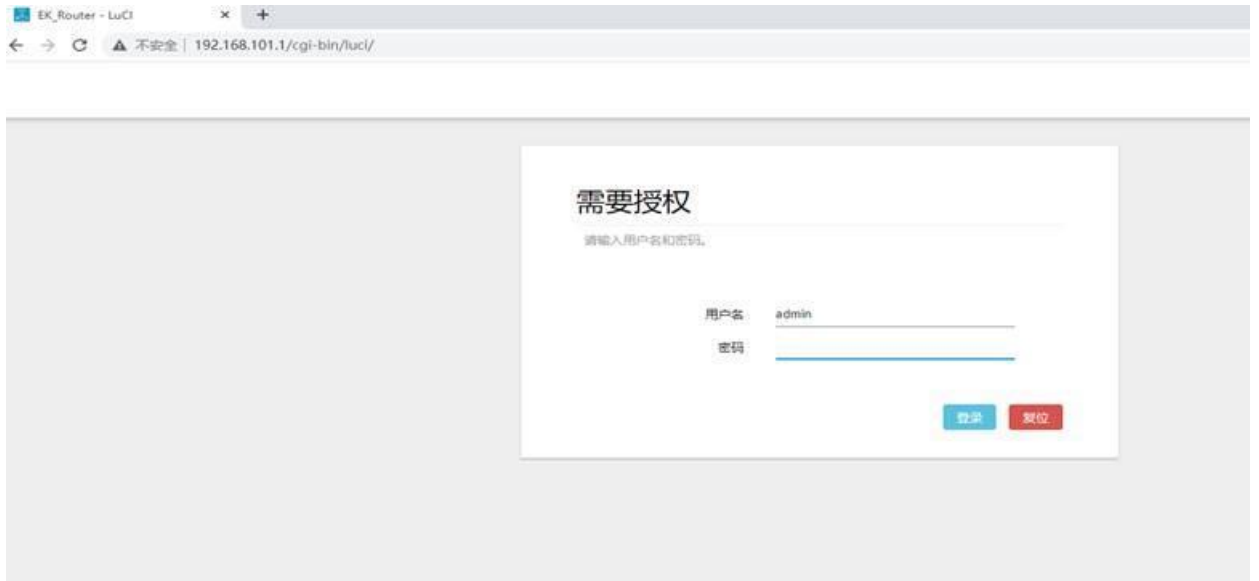 EK_Router - LuCI
不安全 | 192.168.101.1/cgi-bin/luci/
需要授权
请输入用户名和密码。
用户名 admin
密码
登录 复位